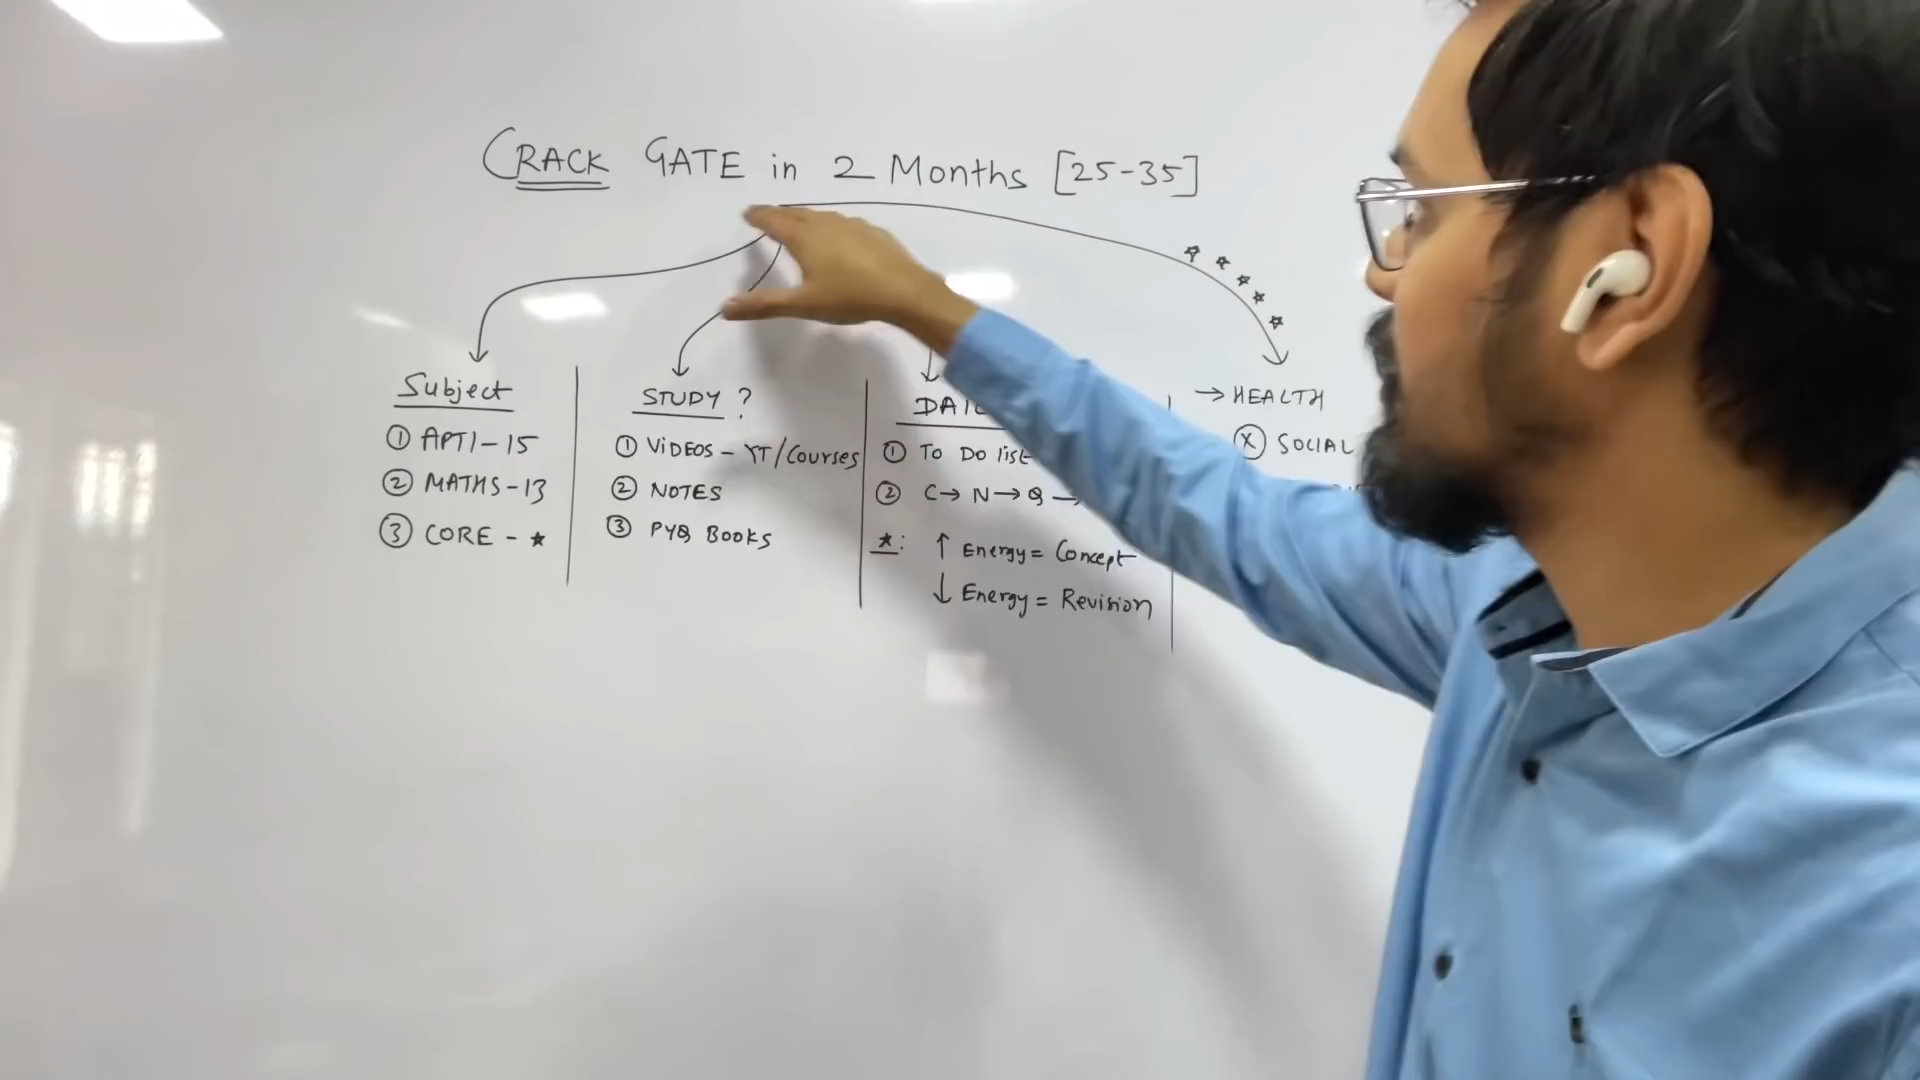 CRACK GATE in 2 Months [25-35]
Subject
① APTI-15
② MATHS-13
③ CORE - ★
STUDY ?
① VIDEOS - YT/Courses
② NOTES
③ PYQ Books
① To Do list
② C→ N→ Q →
★: ↑ Energy = Concept
↓ Energy = Revision
→ HEALTH
Ⓧ SOCIAL